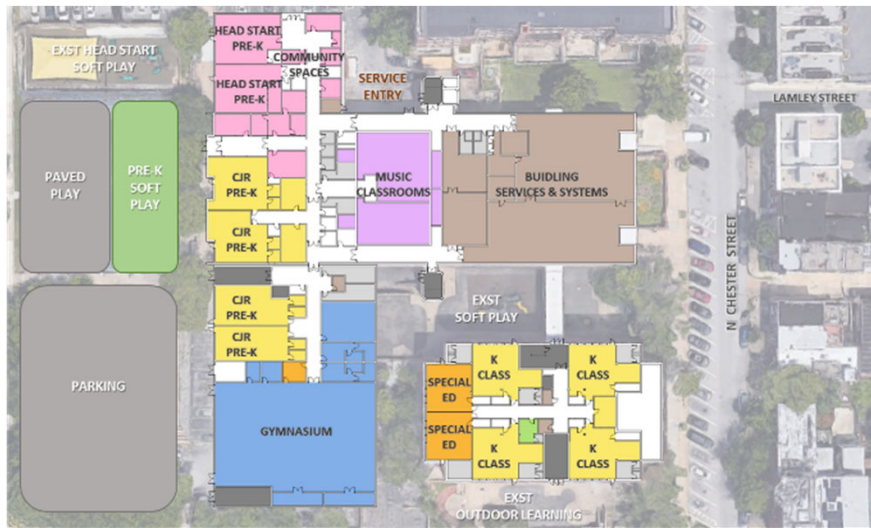 EXST HEAD START
SOFT PLAY
HEAD START
PRE-K
COMMUNITY
SPACES
HEAD START
PRE-K
SERVICE
ENTRY
LAMLEY STREET
PAVED
PLAY
PRE-K
SOFT
PLAY
CJR
PRE-K
MUSIC
CLASSROOMS
BUIDLING
SERVICES & SYSTEMS
CJR
PRE-K
N CHESTER STREET
CJR
PRE-K
EXST
SOFT PLAY
CJR
PRE-K
PARKING
K
CLASS
K
CLASS
SPECIAL
ED
SPECIAL
ED
GYMNASIUM
K
CLASS
K
CLASS
EXST
OUTDOOR LEARNING